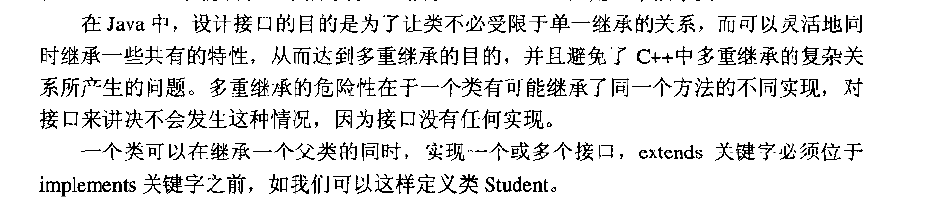 在 Java 中，设计接口的目的是为了让类不必受限于单一继承的关系，而可以灵活地同
时继承一些共有的特性，从而达到多重继承的目的，并且避免了 C++中多重继承的复杂关
系所产生的问题。多重继承的危险性在于一个类有可能继承了同一个方法的不同实现，对
接口来讲决不会发生这种情况，因为接口没有任何实现。
一个类可以在继承一个父类的同时，实现一个或多个接口，extends 关键字必须位于
implements 关键字之前，如我们可以这样定义类 Student。